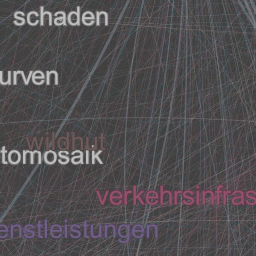 schaden
urven
wildhut
tomosaik
verkehrsinfras
enstleistungen